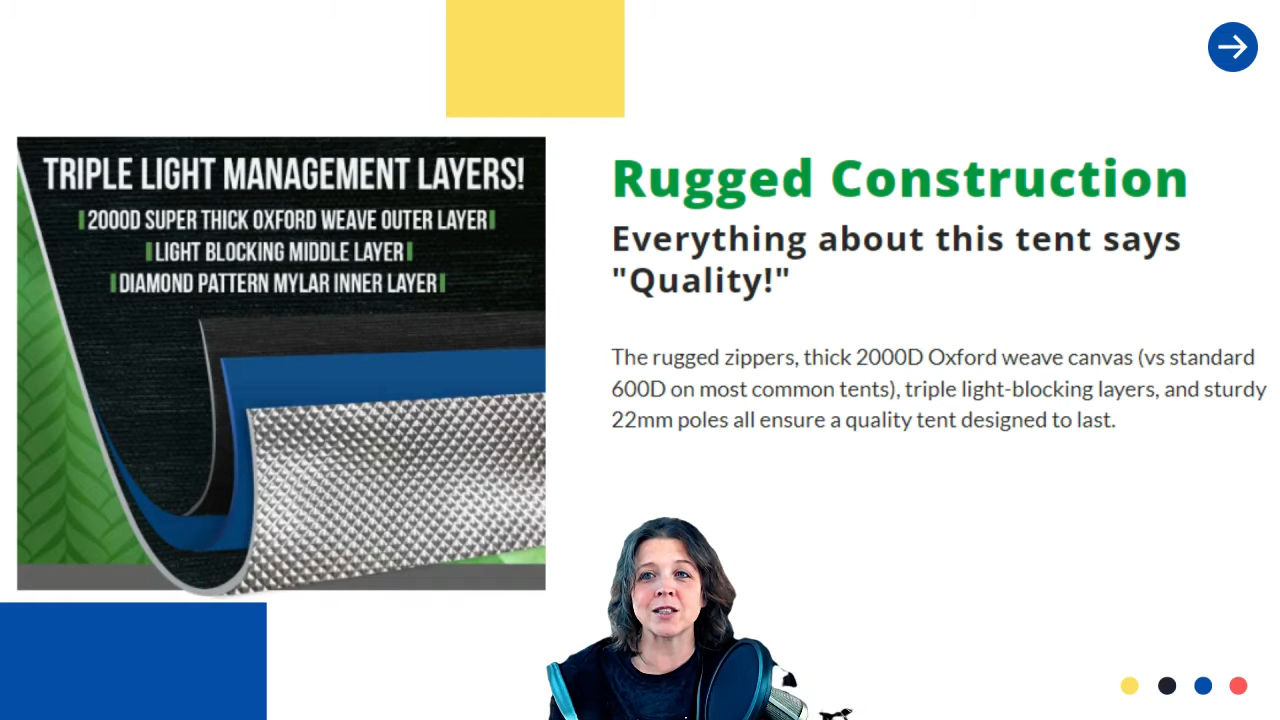 TRIPLE LIGHT MANAGEMENT LAYERS!
2000D SUPER THICK OXFORD WEAVE OUTER LAYER
LIGHT BLOCKING MIDDLE LAYER
DIAMOND PATTERN MYLAR INNER LAYER
Rugged Construction
Everything about this tent says
"Quality!"
The rugged zippers, thick 2000D Oxford weave canvas (vs standard
600D on most common tents), triple light-blocking layers, and sturdy
22mm poles all ensure a quality tent designed to last.